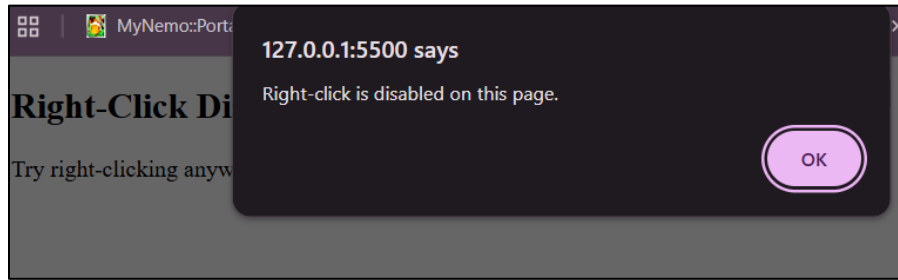 MyNemo::Porta
127.0.0.1:5500 says
Right-click is disabled on this page.
OK
Right-Click Di
Try right-clicking anyw